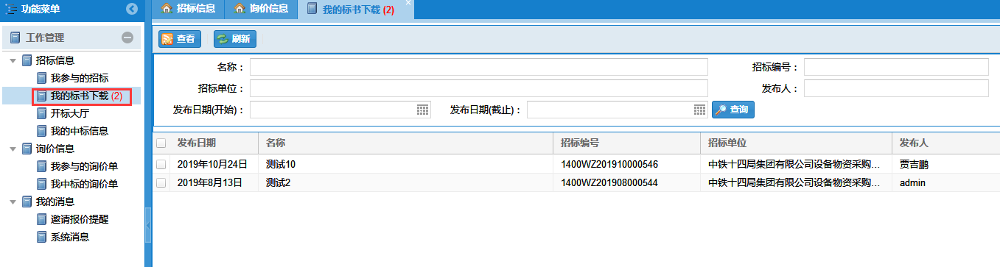 功能菜单
招标信息
询价信息
我的标书下载 (2)
工作管理
招标信息
我参与的招标
我的标书下载 (2)
开标大厅
我的中标信息
询价信息
我参与的询价单
我中标的询价单
我的消息
邀请报价提醒
系统消息
查看
刷新
名称：
招标编号：
招标单位：
发布人：
发布日期(开始)：
发布日期(截止)：
查询
发布日期 名称 招标编号 招标单位 发布人
2019年10月24日 测试10 1400WZ201910000546 中铁十四局集团有限公司设备物资采购... 贾吉鹏
2019年8月13日 测试2 1400WZ201908000544 中铁十四局集团有限公司设备物资采购... admin